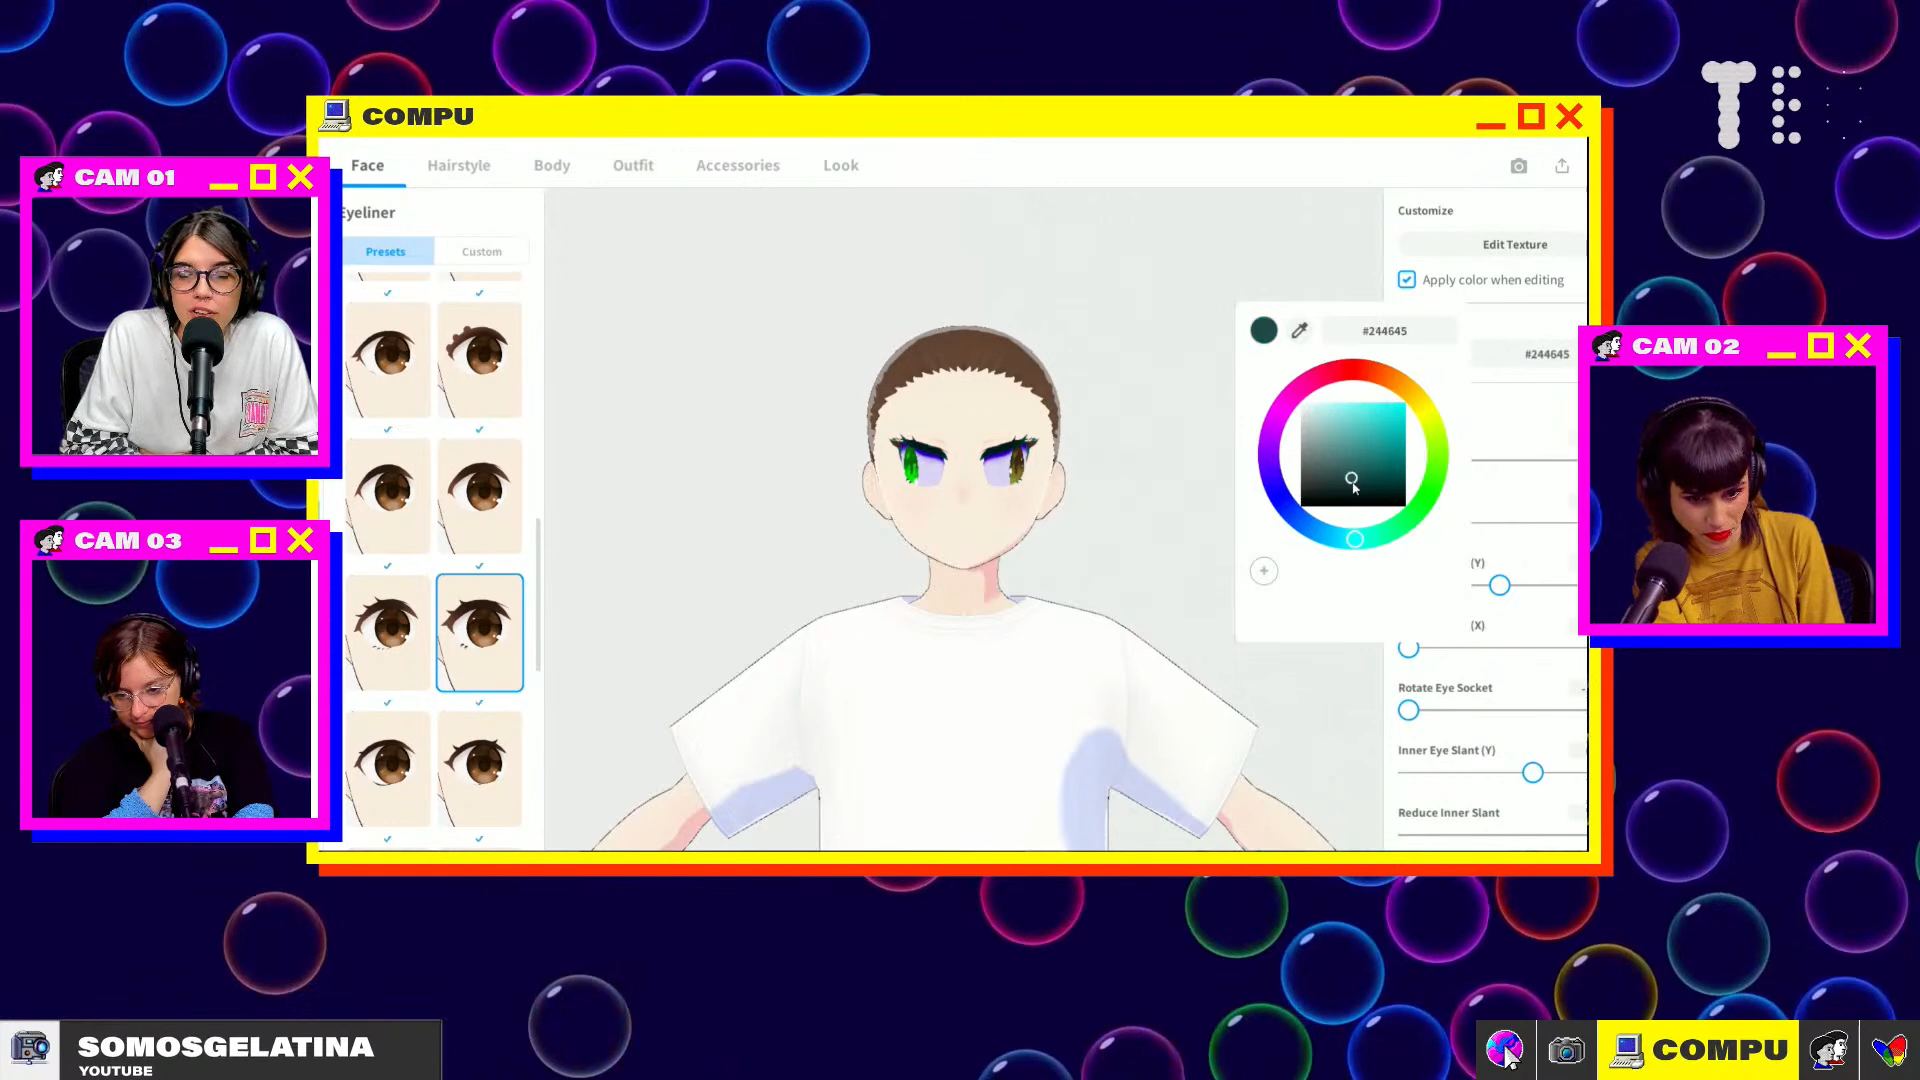 TE
COMPU
CAM 01
Face Hairstyle Body Outfit Accessories Look
Eyeliner
Presets Custom
Customize
Edit Texture
Apply color when editing
#244645
#244645
CAM 02
CAM 03
(Y)
(X)
Rotate Eye Socket
Inner Eye Slant (Y)
Reduce Inner Slant
SOMOSGELATINA
YOUTUBE
COMPU